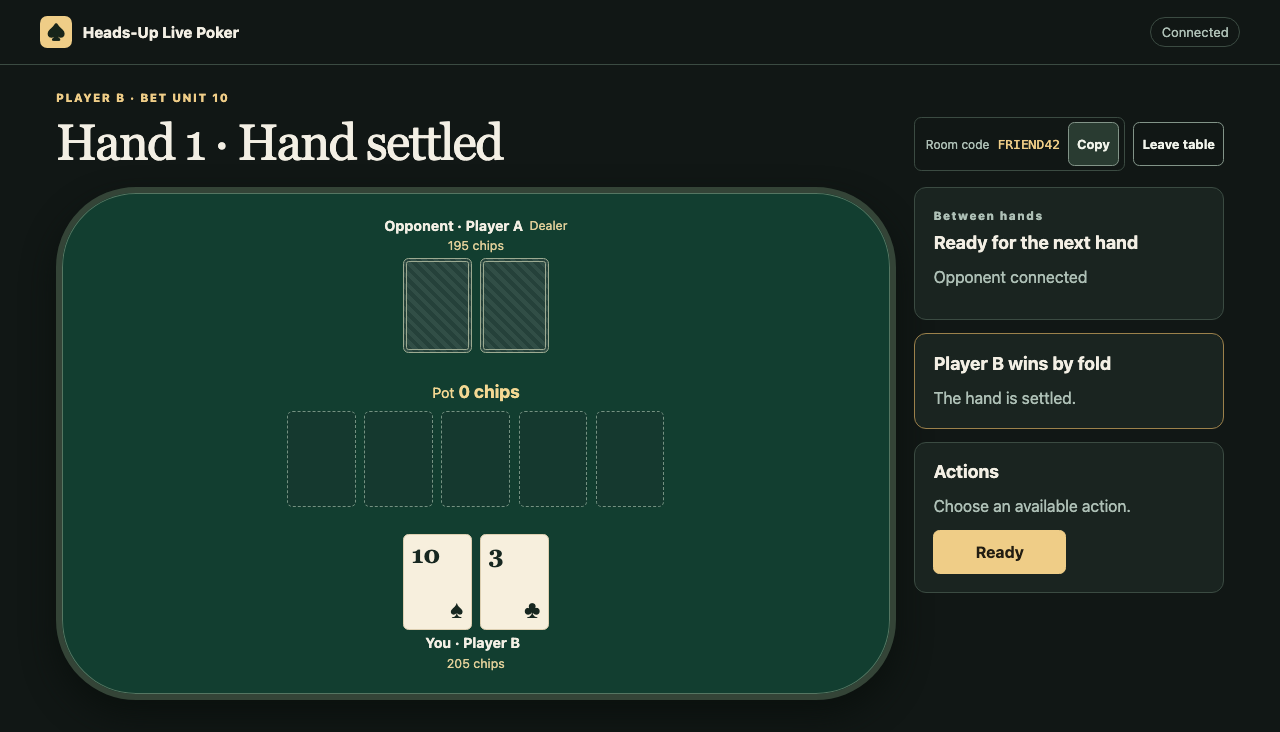 Heads-Up Live Poker
Connected
PLAYER B · BET UNIT 10
Hand 1 · Hand settled
Room code FRIEND42 Copy Leave table
Opponent · Player A Dealer
195 chips
Pot 0 chips
10 3
You · Player B
205 chips
Between hands
Ready for the next hand
Opponent connected
Player B wins by fold
The hand is settled.
Actions
Choose an available action.
Ready